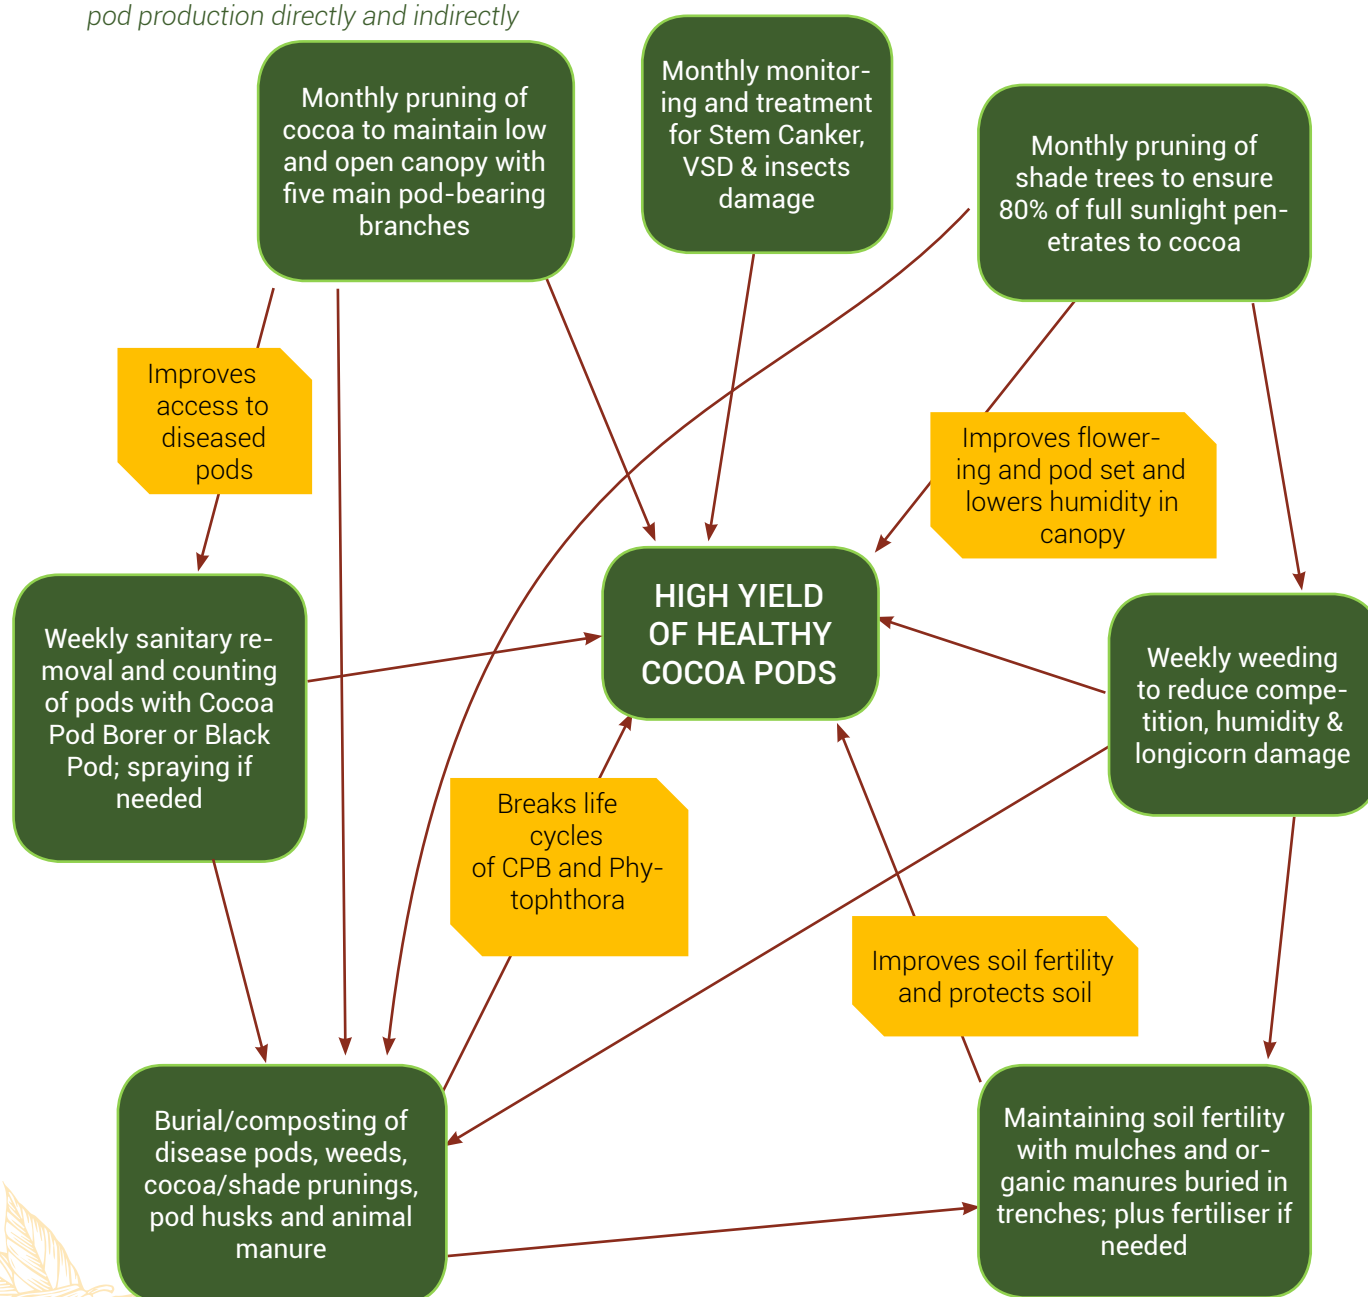 pod production directly and indirectly
Monthly pruning of
cocoa to maintain low
and open canopy with
five main pod-bearing
branches
Monthly monitor-
ing and treatment
for Stem Canker,
VSD & insects
damage
Monthly pruning of
shade trees to ensure
80% of full sunlight pen-
etrates to cocoa
Improves
access to
diseased
pods
Improves flower-
ing and pod set and
lowers humidity in
canopy
Weekly sanitary re-
moval and counting
of pods with Cocoa
Pod Borer or Black
Pod; spraying if
needed
HIGH YIELD
OF HEALTHY
COCOA PODS
Weekly weeding
to reduce compe-
tition, humidity &
longicorn damage
Breaks life
cycles
of CPB and Phy-
tophthora
Improves soil fertility
and protects soil
Burial/composting of
disease pods, weeds,
cocoa/shade prunings,
pod husks and animal
manure
Maintaining soil fertility
with mulches and or-
ganic manures buried in
trenches; plus fertiliser if
needed